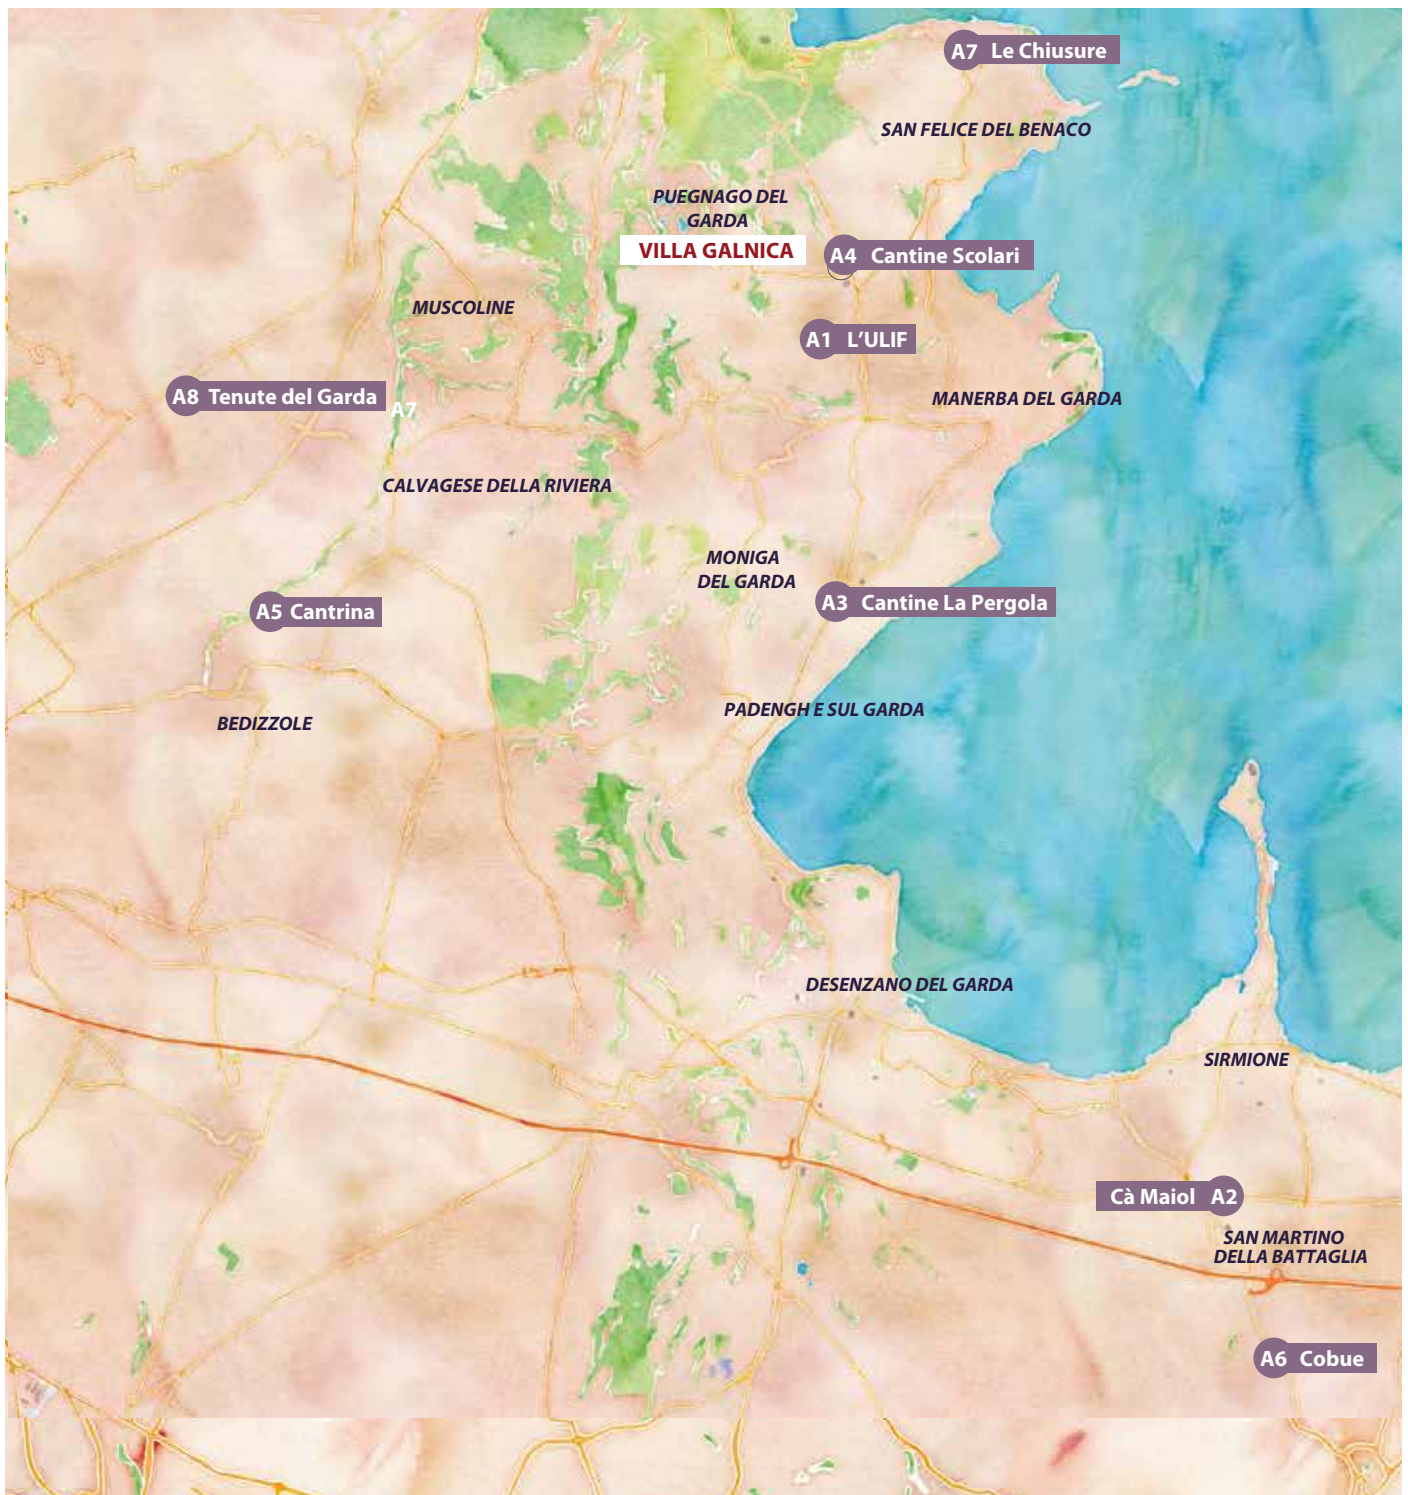 A7 Le Chiusure
SAN FELICE DEL BENACO
PUEGNAGO DEL
GARDA
VILLA GALNICA
A4 Cantine Scolari
MUSCOLINE
A1 L’ULIF
A8 Tenute del Garda
A7
MANERBA DEL GARDA
CALVAGESE DELLA RIVIERA
MONIGA
DEL GARDA
A3 Cantine La Pergola
A5 Cantrina
PADENGH E SUL GARDA
BEDIZZOLE
DESENZANO DEL GARDA
SIRMIONE
Cà Maiol A2
SAN MARTINO
DELLA BATTAGLIA
A6 Cobue